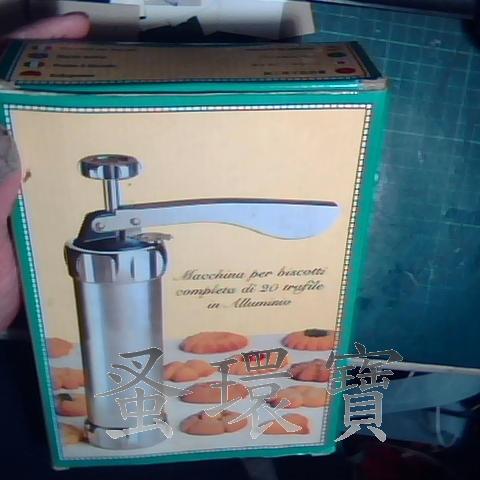 Macchina per biscotti
completa di 20 trafile
in Alluminio
蚤環寶